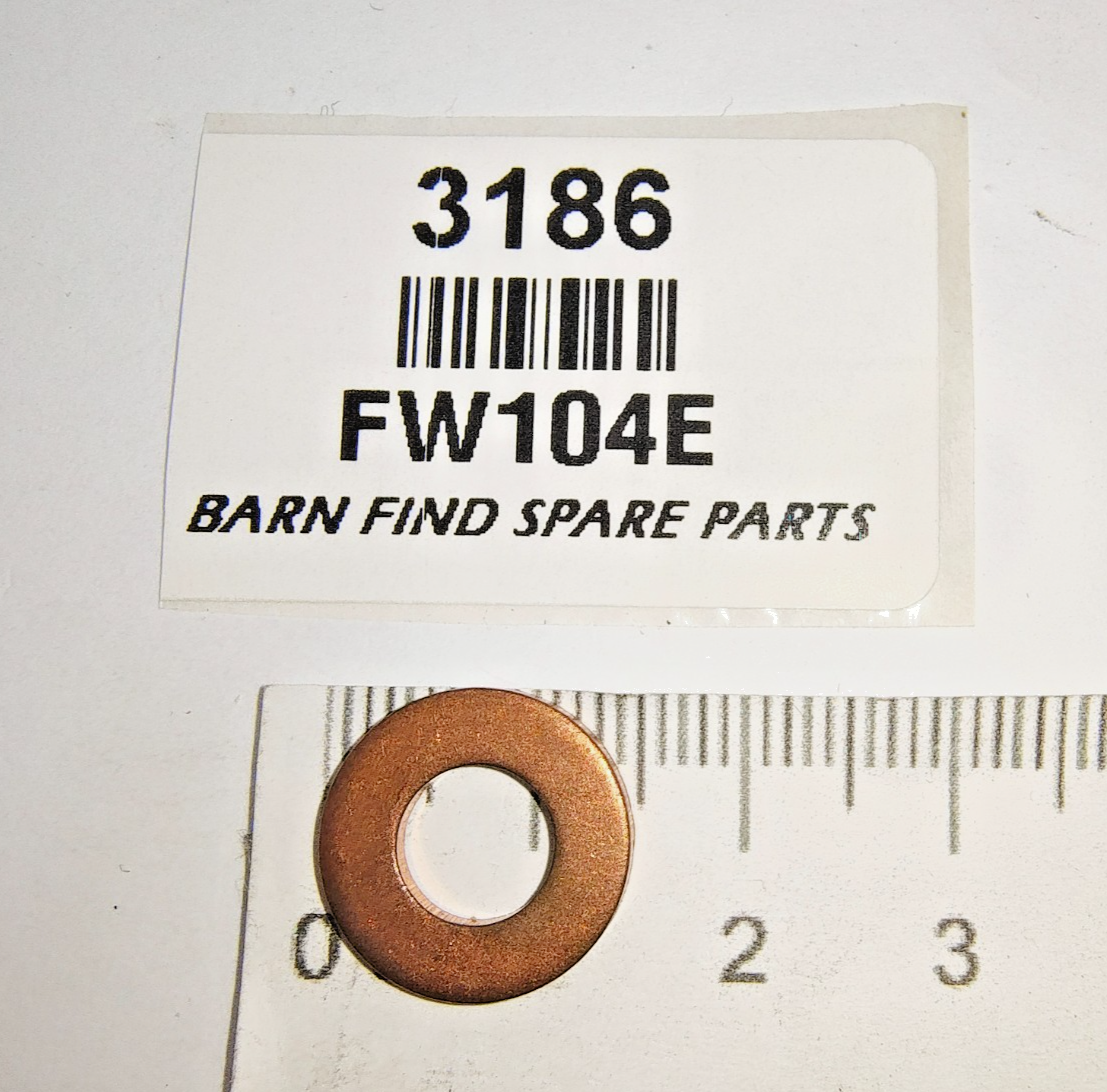 3186
FW104E
BARN FIND SPARE PARTS
0 2 3